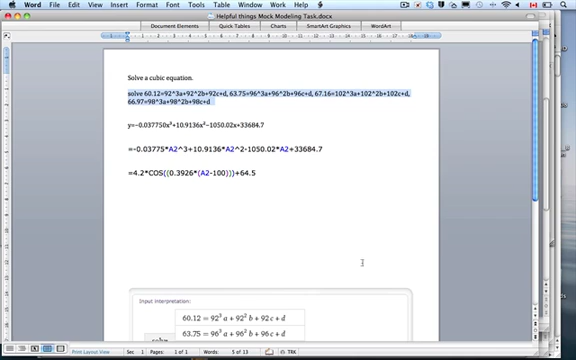 Word File Edit View Insert Format Font Tools Table Window Work Help
Helpful things Mock Modeling Task.docx
Document Elements Quick Tables Charts SmartArt Graphics WordArt
Solve a cubic equation.
solve 60.12=92^3a+92^2b+92c+d, 63.75=96^3a+96^2b+96c+d, 67.16=102^3a+102^2b+102c+d,
66.97=98^3a+98^2b+98c+d
y=-0.037750x³+10.9136x²-1050.02x+33684.7
=-0.03775*A2^3+10.9136*A2^2-1050.02*A2+33684.7
=4.2*COS((0.3926*(A2-100)))+64.5
Input interpretation:
60.12 = 92³ a + 92² b + 92 c + d
63.75 = 96³ a + 96² b + 96 c + d
solve
Print Layout View Sec 1 Pages: 1 of 1 Words: 5 of 13 TRK